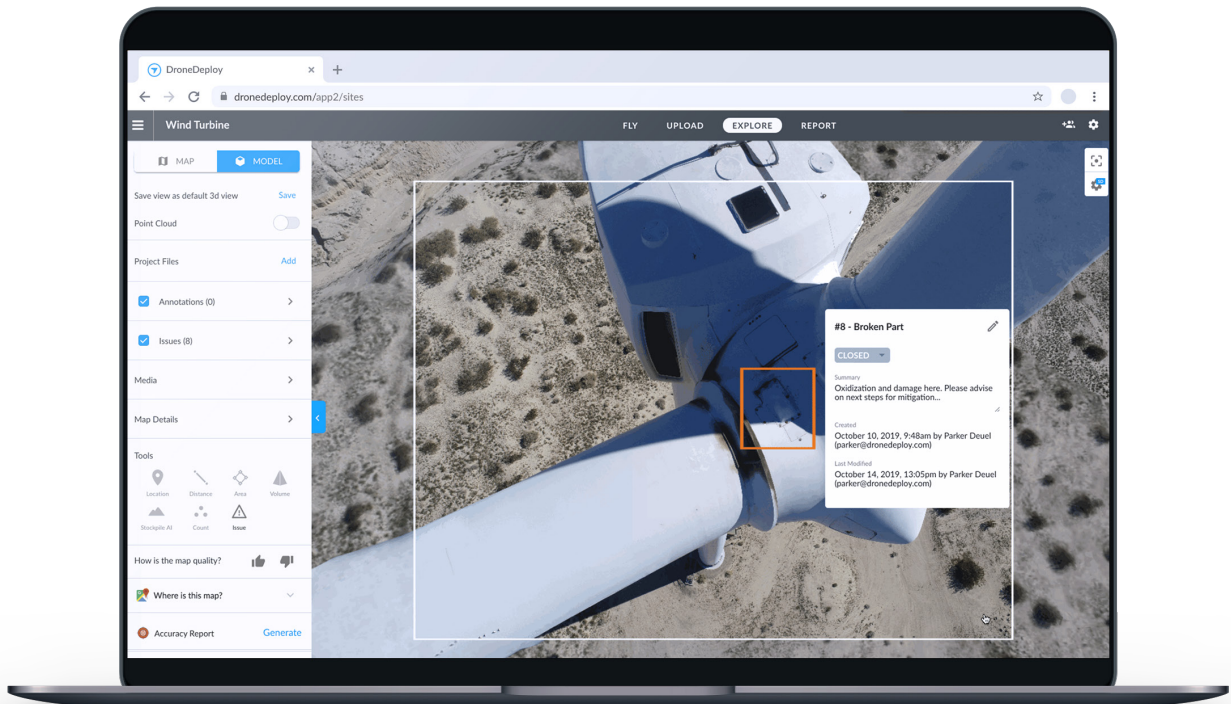 DroneDeploy
dronedeploy.com/app2/sites
Wind Turbine
FLY UPLOAD EXPLORE REPORT
MAP MODEL
Save view as default 3d view Save
Point Cloud
Project Files Add
Annotations (0)
Issues (8)
Media
Map Details
Tools
Location Distance Area Volume
Stockpile AI Count Issue
How is the map quality?
Where is this map?
Accuracy Report Generate
#8 - Broken Part
CLOSED
Summary
Oxidization and damage here. Please advise
on next steps for mitigation...
Created
October 10, 2019, 9:48am by Parker Deuel
(parker@dronedeploy.com)
Last Modified
October 14, 2019, 13:05pm by Parker Deuel
(parker@dronedeploy.com)